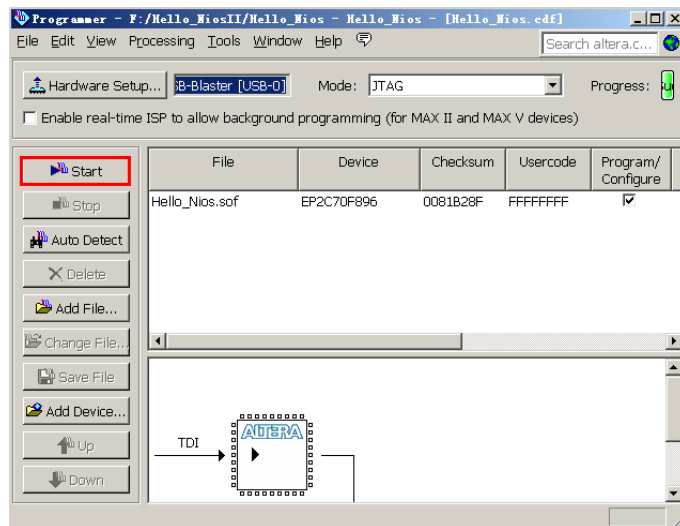 Programmer - F:/Hello_NiosII/Hello_Nios - Hello_Nios - [Hello_Nios.cdf]
File Edit View Processing Tools Window Help
Search altera.c...
Hardware Setup... SB-Blaster [USB-0] Mode: JTAG Progress: Su
Enable real-time ISP to allow background programming (for MAX II and MAX V devices)
Start
Stop
Auto Detect
Delete
Add File...
Change File..
Save File
Add Device...
Up
Down
File Device Checksum Usercode Program/
Configure
Hello_Nios.sof EP2C70F896 0081B28F FFFFFFFF
ALTERA
TDI